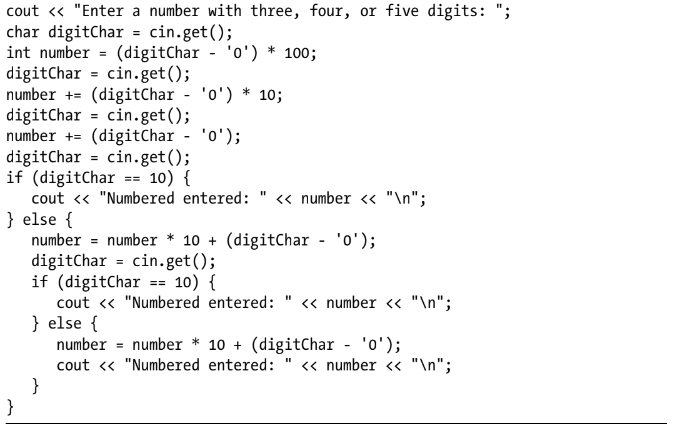 cout << "Enter a number with three, four, or five digits: ";
char digitChar = cin.get();
int number = (digitChar - '0') * 100;
digitChar = cin.get();
number += (digitChar - '0') * 10;
digitChar = cin.get();
number += (digitChar - '0');
digitChar = cin.get();
if (digitChar == 10) {
   cout << "Numbered entered: " << number << "\n";
} else {
   number = number * 10 + (digitChar - '0');
   digitChar = cin.get();
   if (digitChar == 10) {
      cout << "Numbered entered: " << number << "\n";
   } else {
      number = number * 10 + (digitChar - '0');
      cout << "Numbered entered: " << number << "\n";
   }
}